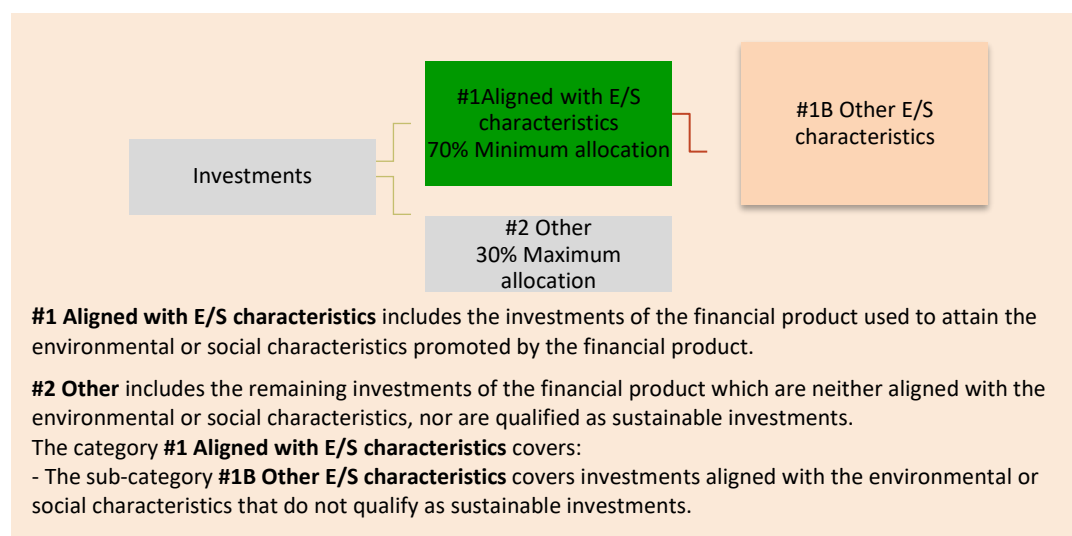 #1Aligned with E/S
characteristics
70% Minimum allocation
#1B Other E/S
characteristics
Investments
#2 Other
30% Maximum
allocation
#1 Aligned with E/S characteristics includes the investments of the financial product used to attain the
environmental or social characteristics promoted by the financial product.
#2 Other includes the remaining investments of the financial product which are neither aligned with the
environmental or social characteristics, nor are qualified as sustainable investments.
The category #1 Aligned with E/S characteristics covers:
- The sub-category #1B Other E/S characteristics covers investments aligned with the environmental or
social characteristics that do not qualify as sustainable investments.